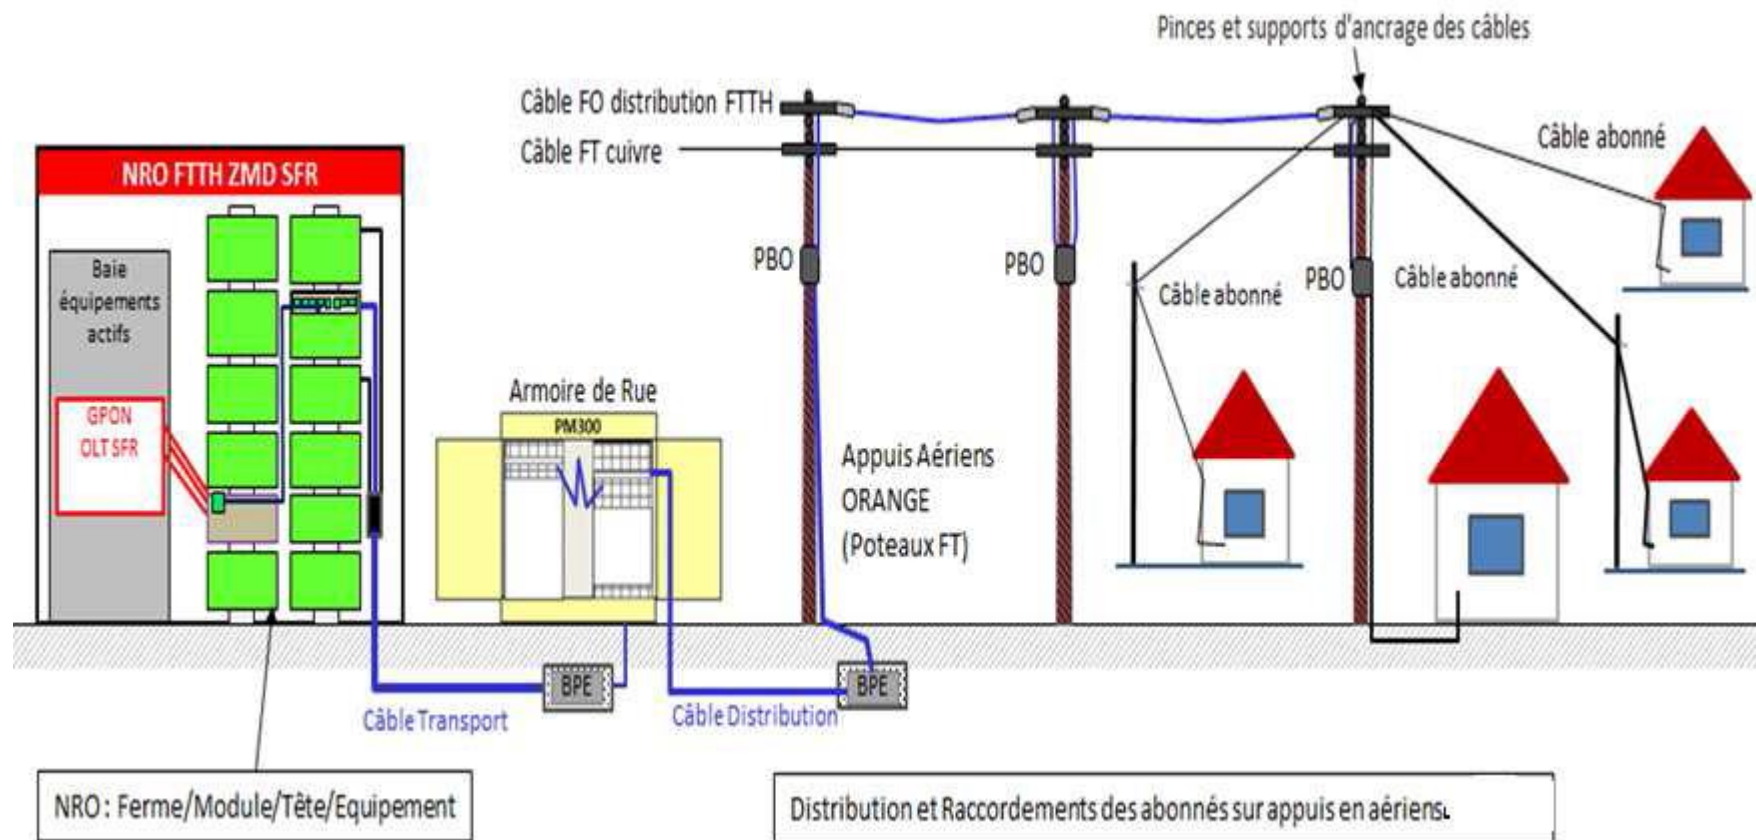 Pinces et supports d'ancrage des câbles
Câble FO distribution FTTH
Câble FT cuivre
Câble abonné
NRO FTTH ZMD SFR
Baie
équipements
actifs
GPON
OLT SFR
PBO
PBO
PBO
Câble abonné
Câble abonné
Armoire de Rue
PM300
Appuis Aériens
ORANGE
(Poteaux FT)
BPE
BPE
Câble Transport
Câble Distribution
NRO : Ferme/Module/Tête/Equipement
Distribution et Raccordements des abonnés sur appuis en aériens.